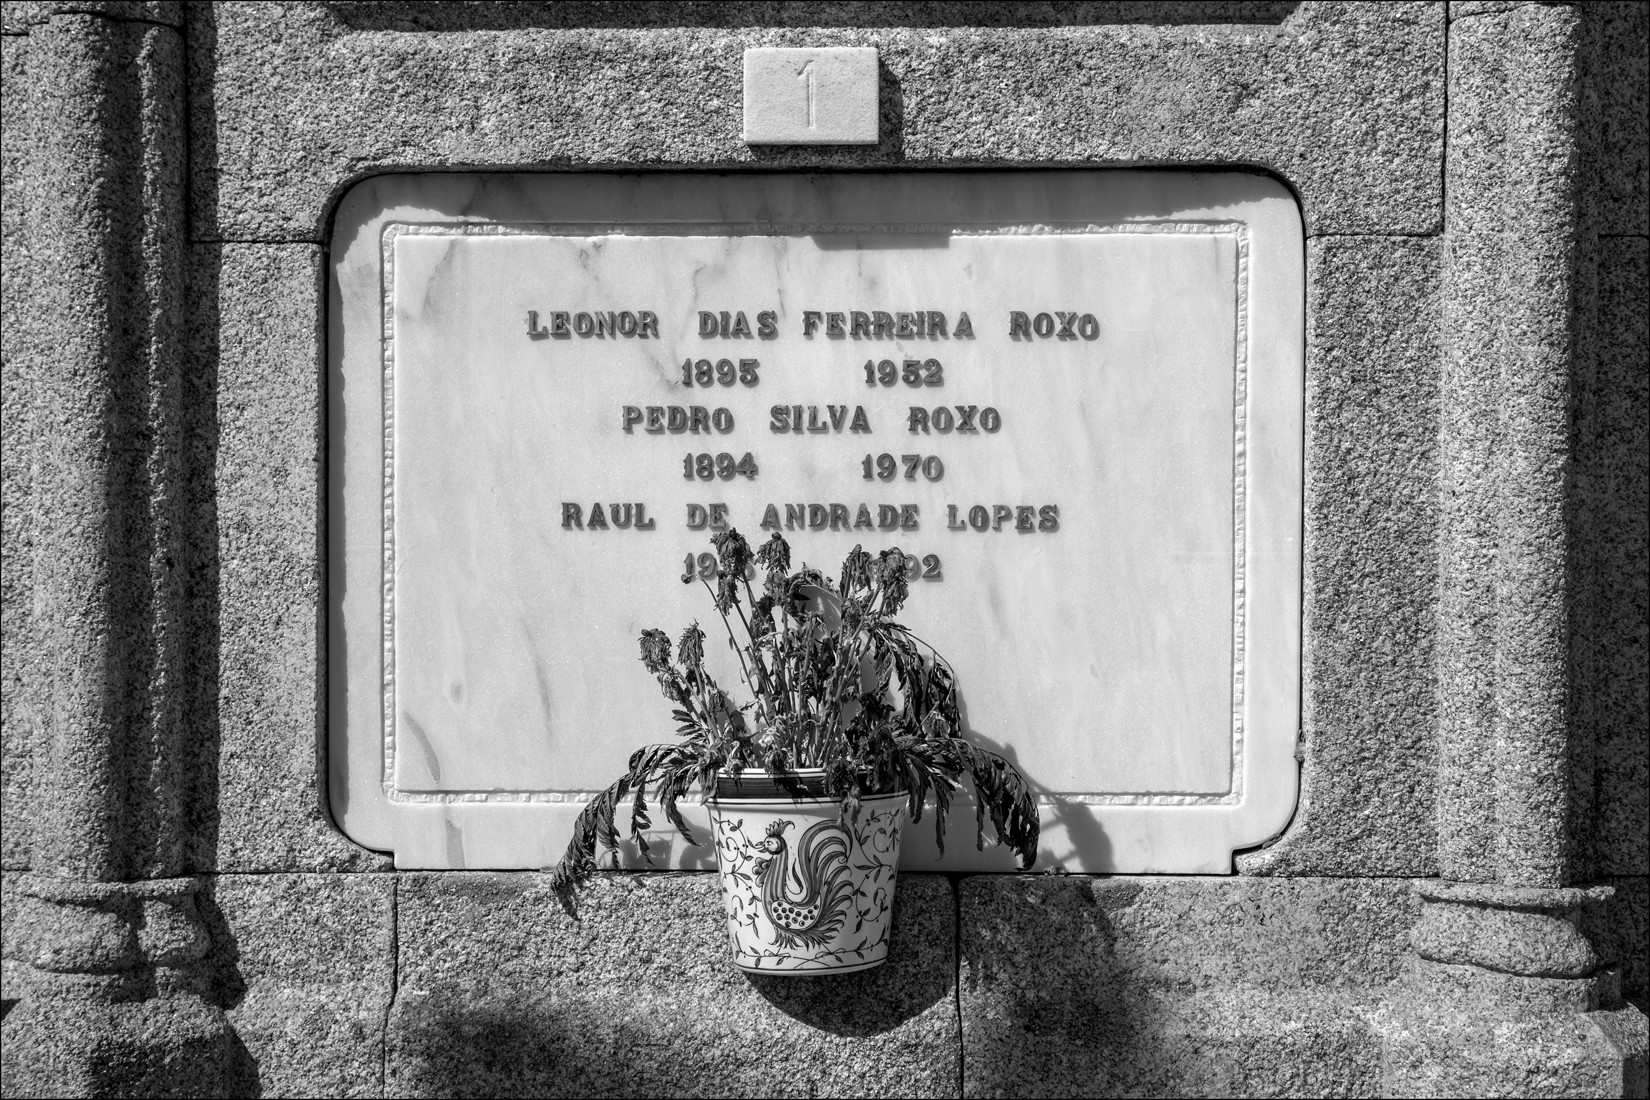 1
LEONOR DIAS FERREIRA ROXO
1895 1952
PEDRO SILVA ROXO
1894 1970
RAUL DE ANDRADE LOPES